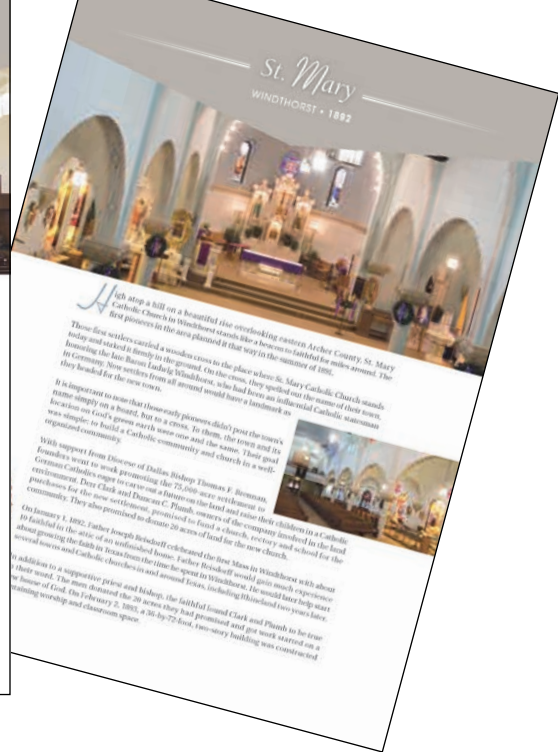 St. Mary
WINDTHORST • 1892
High atop a hill on a beautiful rise overlooking eastern Archer County, St. Mary
Catholic Church in Windthorst stands like a beacon to faithful for miles around. The
first pioneers in the area planned it that way in the summer of 1891.
Those first settlers carried a wooden cross to the place where St. Mary Catholic Church stands
today and staked it firmly in the ground. On the cross, they spelled out the name of their town,
honoring the late Baron Ludwig Windthorst, who had been an influential Catholic statesman
in Germany. Now settlers from all around would have a landmark as
they headed for the new town.
It is important to note that those early pioneers didn't post the town's
name simply on a board, but to a cross. To them, the town and its
location on God's green earth were one and the same. Their goal
was simple: to build a Catholic community and church in a well-
organized community.
With support from Diocese of Dallas Bishop Thomas F. Brennan,
founders went to work promoting the 75,000-acre settlement to
German Catholics eager to carve out a future on the land and raise their children in a Catholic
environment. Derr Clark and Duncan C. Plumb, owners of the company involved in the land
purchases for the new settlement, promised to fund a church, rectory and school for the
community. They also promised to donate 20 acres of land for the new church.
On January 1, 1892, Father Joseph Reisdorff celebrated the first Mass in Windthorst with about
10 faithful in the attic of an unfinished home. Father Reisdorff would gain much experience
about growing the faith in Texas from the time he spent in Windthorst. He would later help start
several towns and Catholic churches in and around Texas, including Rhineland two years later.
In addition to a supportive priest and bishop, the faithful found Clark and Plumb to be true
their word. The men donated the 20 acres they had promised and got work started on a
house of God. On February 2, 1893, a 36-by-72-foot, two-story building was constructed
worship and classroom space.